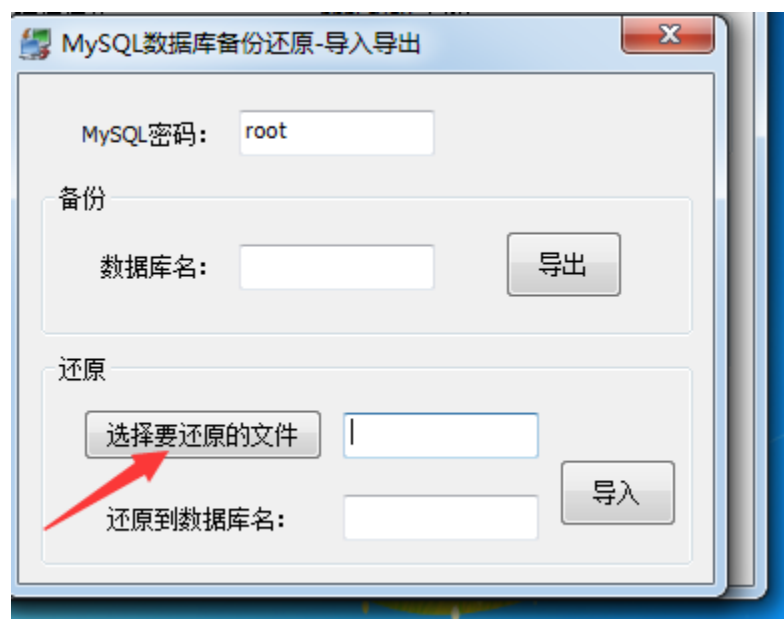 MySQL数据库备份还原-导入导出
MySQL密码： root
备份
数据库名：
导出
还原
选择要还原的文件
导入
还原到数据库名：